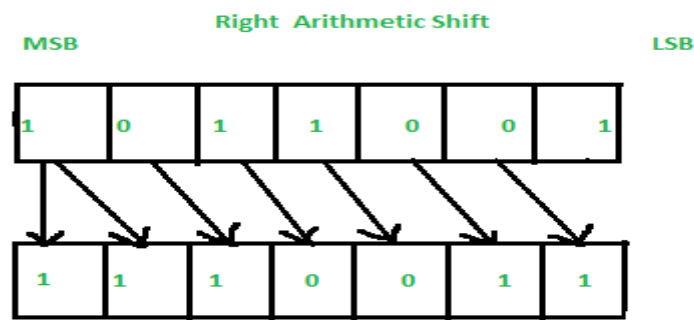 Right Arithmetic Shift
MSB LSB
1 0 1 1 0 0 1
1 1 1 0 0 1 1